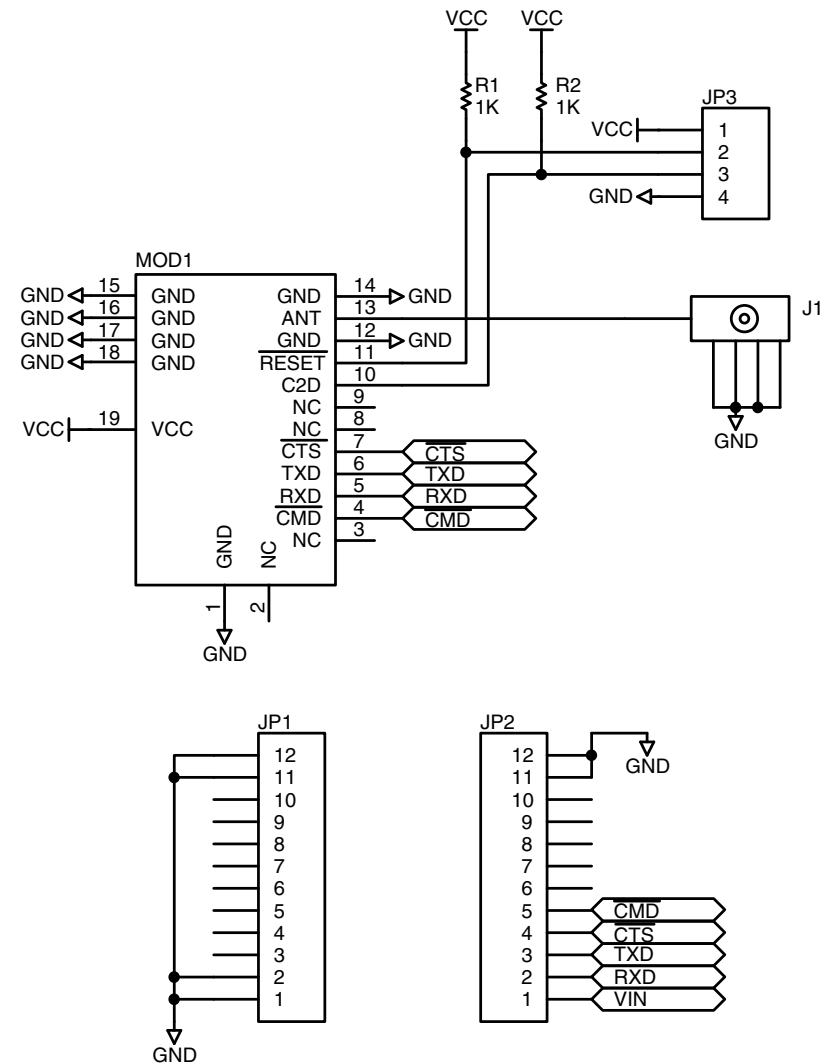 VCC VCC
R1
1K
R2
1K
JP3
VCC 1
2
3
GND 4
MOD1
GND 15 GND
GND 16 GND
GND 17 GND
GND 18 GND
VCC 19 VCC
GND 14 GND
ANT 13
GND 12 GND
RESET 11
C2D 10
NC 9
NC 8
CTS 7 CTS
TXD 6 TXD
RXD 5 RXD
CMD 4 CMD
NC 3
GND NC
1 2
GND
J1
GND
JP1
12
11
10
9
8
7
6
5
4
3
2
1
GND
JP2
12
11
GND
10
9
8
7
6
5 CMD
4 CTS
3 TXD
2 RXD
1 VIN